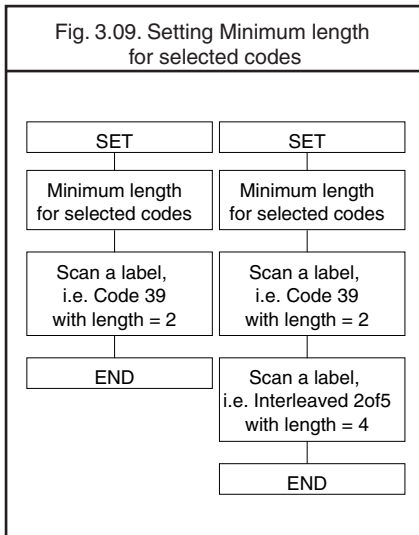 Fig. 3.09. Setting Minimum length
for selected codes
SET
Minimum length
for selected codes
Scan a label,
i.e. Code 39
with length = 2
END
SET
Minimum length
for selected codes
Scan a label,
i.e. Code 39
with length = 2
Scan a label,
i.e. Interleaved 2of5
with length = 4
END